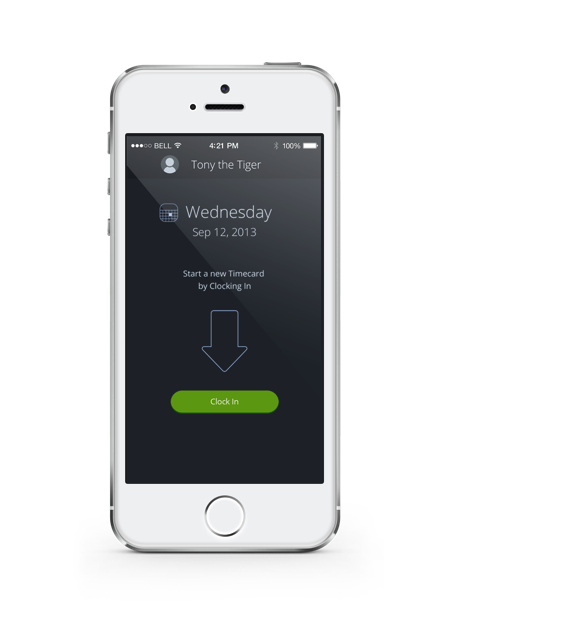 BELL 4:21 PM 100%
Tony the Tiger
Wednesday
Sep 12, 2013
Start a new Timecard
by Clocking In
Clock In